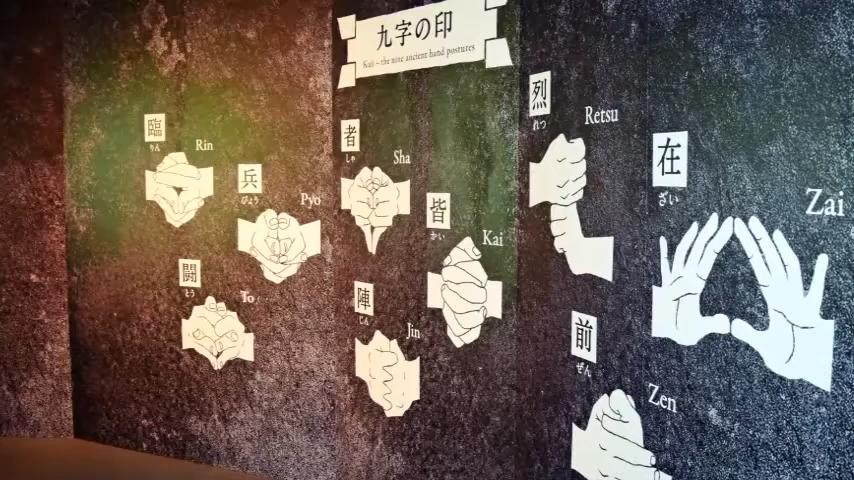 九字の印
Kuji – the nine ancient hand postures
臨
りん
Rin
兵
びょう
Pyo
闘
とう
To
者
しゃ
Sha
皆
かい
Kai
陣
じん
Jin
烈
れつ
Retsu
在
ざい
Zai
前
ぜん
Zen